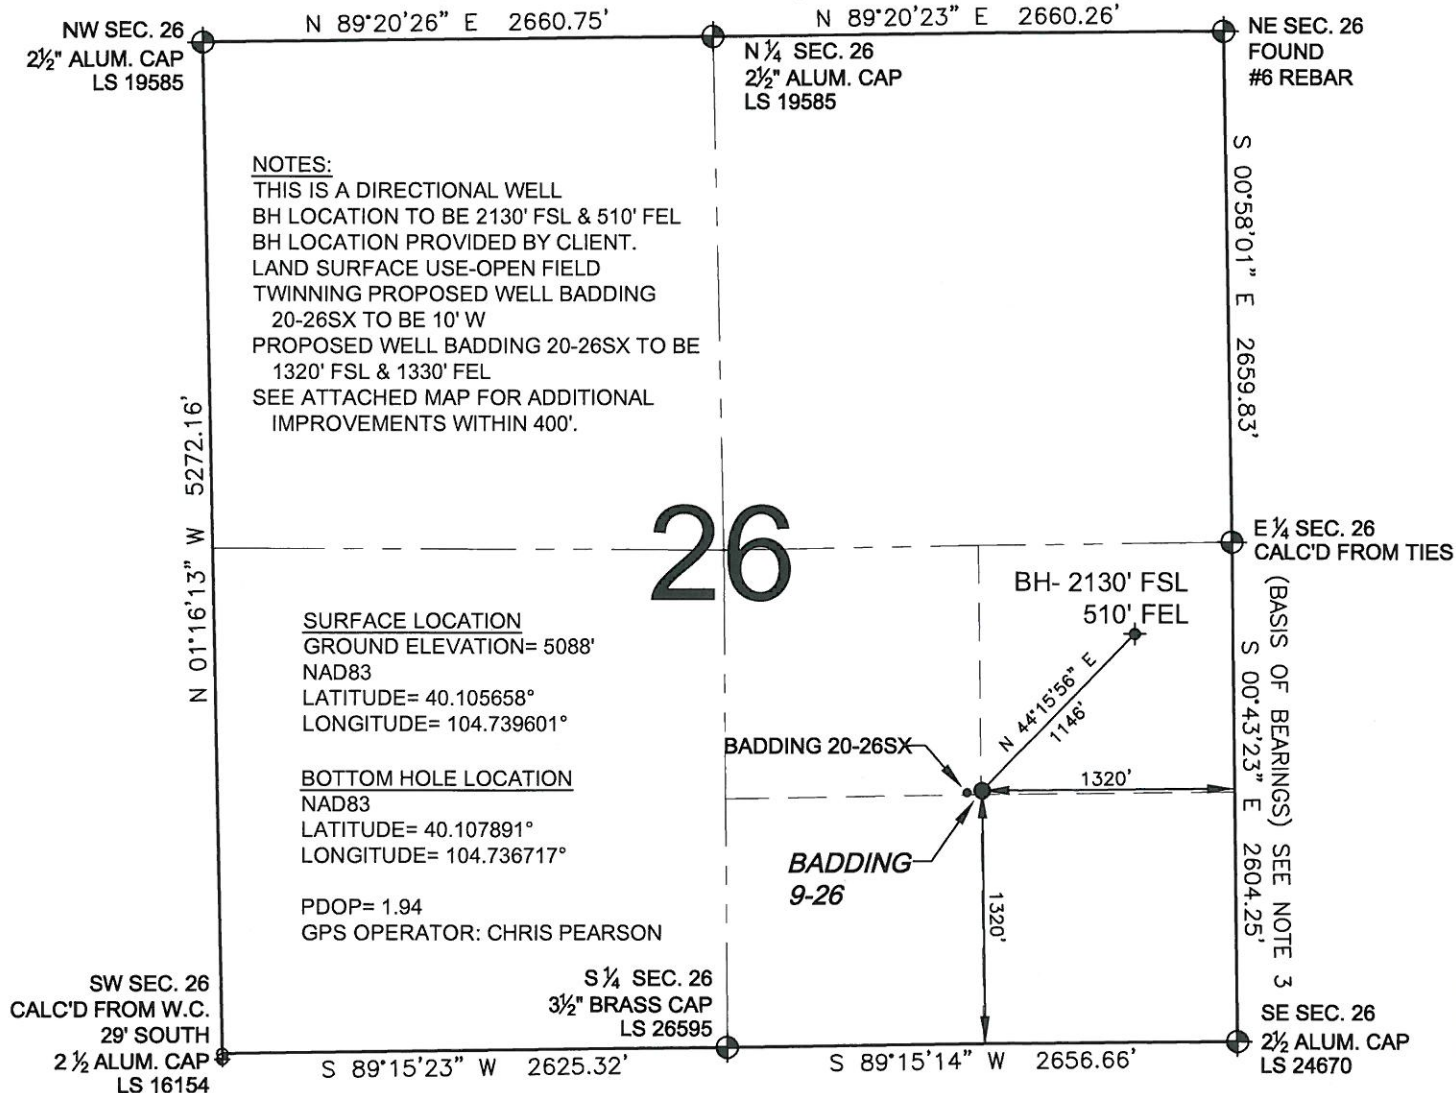 N 89°20'26" E 2660.75'
N 89°20'23" E 2660.26'
NW SEC. 26
2½" ALUM. CAP
LS 19585
N ¼ SEC. 26
2½" ALUM. CAP
LS 19585
NE SEC. 26
FOUND
#6 REBAR
NOTES:
THIS IS A DIRECTIONAL WELL
BH LOCATION TO BE 2130' FSL & 510' FEL
BH LOCATION PROVIDED BY CLIENT.
LAND SURFACE USE-OPEN FIELD
TWINNING PROPOSED WELL BADDING
20-26SX TO BE 10' W
PROPOSED WELL BADDING 20-26SX TO BE
1320' FSL & 1330' FEL
SEE ATTACHED MAP FOR ADDITIONAL
IMPROVEMENTS WITHIN 400'.
S 00°58'01" E 2659.83'
N 01°16'13" W 5272.16'
26
E ¼ SEC. 26
CALC'D FROM TIES
BH- 2130' FSL
510' FEL
(BASIS OF BEARINGS) SEE NOTE 3
S 00°43'23" E 2604.25'
SURFACE LOCATION
GROUND ELEVATION= 5088'
NAD83
LATITUDE= 40.105658°
LONGITUDE= 104.739601°
N 44°15'56" E
1146'
BADDING 20-26SX
1320'
BOTTOM HOLE LOCATION
NAD83
LATITUDE= 40.107891°
LONGITUDE= 104.736717°
BADDING
9-26
1320'
PDOP= 1.94
GPS OPERATOR: CHRIS PEARSON
SW SEC. 26
CALC'D FROM W.C.
29' SOUTH
2 ½ ALUM. CAP
LS 16154
S ¼ SEC. 26
3½" BRASS CAP
LS 26595
SE SEC. 26
2½ ALUM. CAP
LS 24670
S 89°15'23" W 2625.32'
S 89°15'14" W 2656.66'